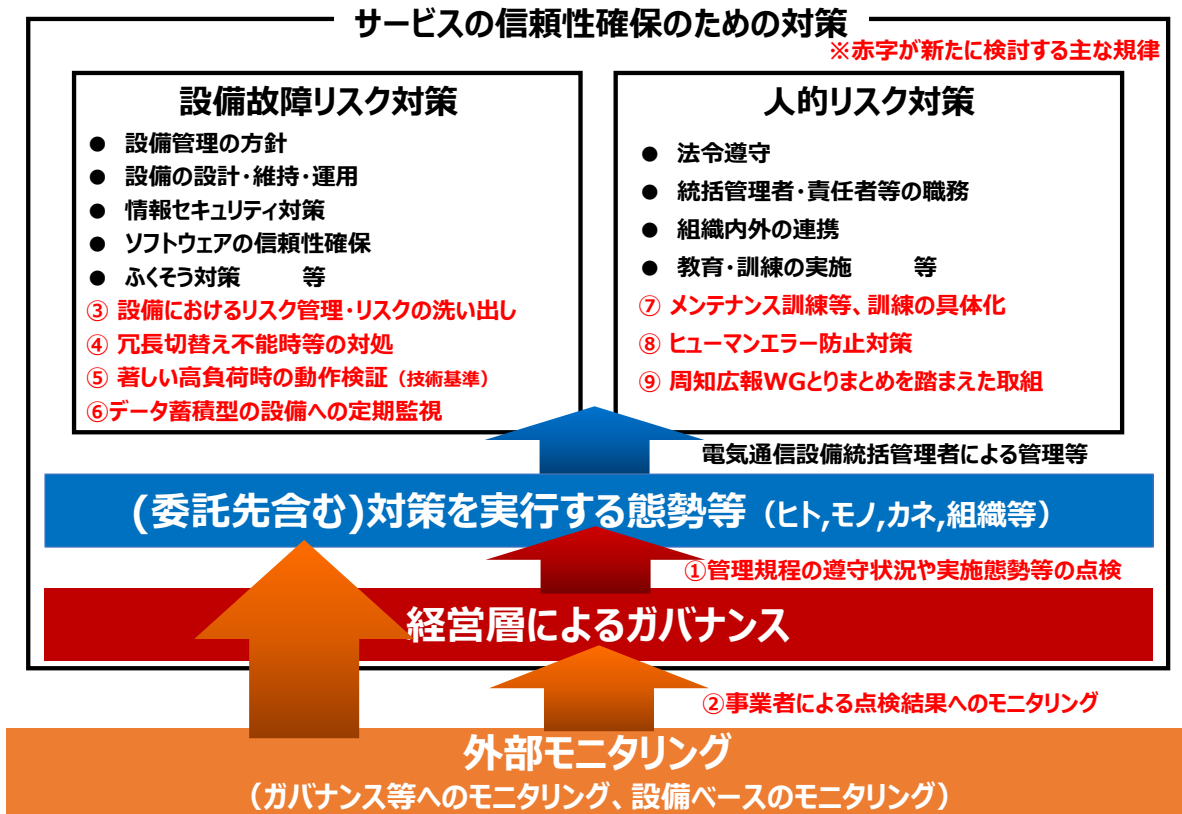 サービスの信頼性確保のための対策
※赤字が新たに検討する主な規律
設備故障リスク対策
● 設備管理の方針
● 設備の設計・維持・運用
● 情報セキュリティ対策
● ソフトウェアの信頼性確保
● ふくそう対策　　等
③ 設備におけるリスク管理・リスクの洗い出し
④ 冗長切替え不能時等の対処
⑤ 著しい高負荷時の動作検証（技術基準）
⑥データ蓄積型の設備への定期監視
人的リスク対策
● 法令遵守
● 統括管理者・責任者等の職務
● 組織内外の連携
● 教育・訓練の実施　　等
⑦ メンテナンス訓練等、訓練の具体化
⑧ ヒューマンエラー防止対策
⑨ 周知広報WGとりまとめを踏まえた取組
電気通信設備統括管理者による管理等
(委託先含む)対策を実行する態勢等（ヒト,モノ,カネ,組織等）
①管理規程の遵守状況や実施態勢等の点検
経営層によるガバナンス
②事業者による点検結果へのモニタリング
外部モニタリング
（ガバナンス等へのモニタリング、設備ベースのモニタリング）